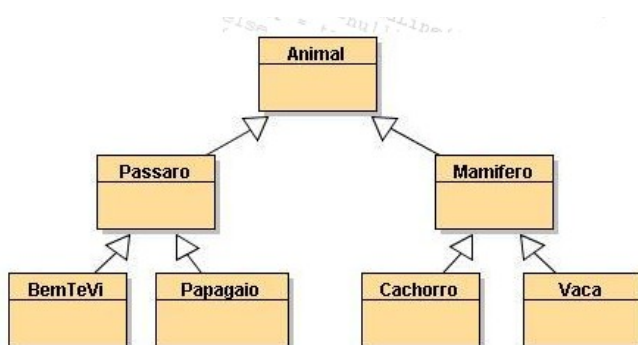 Animal
Passaro
Mamifero
BemTeVi
Papagaio
Cachorro
Vaca